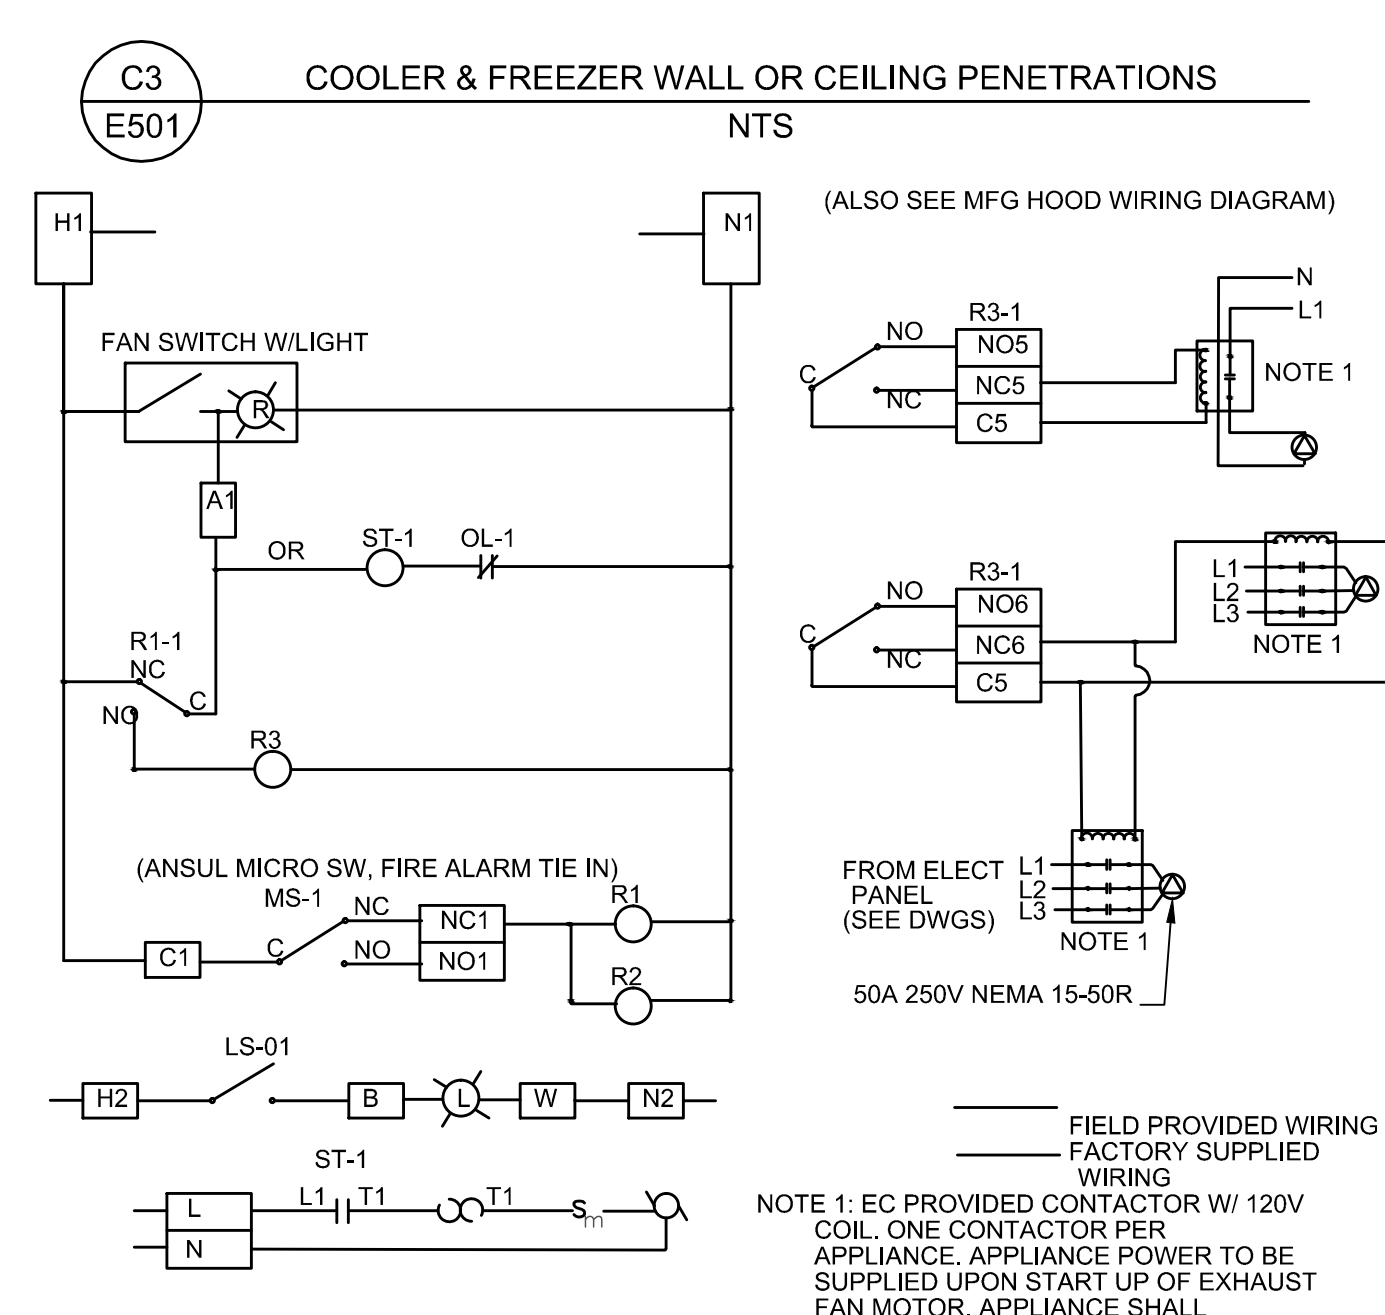 C3
E501
COOLER & FREEZER WALL OR CEILING PENETRATIONS
NTS
H1
N1
FAN SWITCH W/LIGHT
R
A1
OR
ST-1
OL-1
R1-1
NC
C
NO
R3
(ANSUL MICRO SW, FIRE ALARM TIE IN)
MS-1
C1
C
NC
NO
NC1
NO1
R1
R2
LS-01
H2
B
L
W
N2
ST-1
L
N
L1
T1
T1
Sm
(ALSO SEE MFG HOOD WIRING DIAGRAM)
N
L1
R3-1
NO
C
NC
NO5
NC5
C5
NOTE 1
R3-1
NO
C
NC
NO6
NC6
C5
L1
L2
L3
NOTE 1
FROM ELECT
PANEL
(SEE DWGS)
L1
L2
L3
NOTE 1
50A 250V NEMA 15-50R
FIELD PROVIDED WIRING
FACTORY SUPPLIED
WIRING
NOTE 1: EC PROVIDED CONTACTOR W/ 120V
COIL. ONE CONTACTOR PER
APPLIANCE. APPLIANCE POWER TO BE
SUPPLIED UPON START UP OF EXHAUST
FAN MOTOR. APPLIANCE SHALL